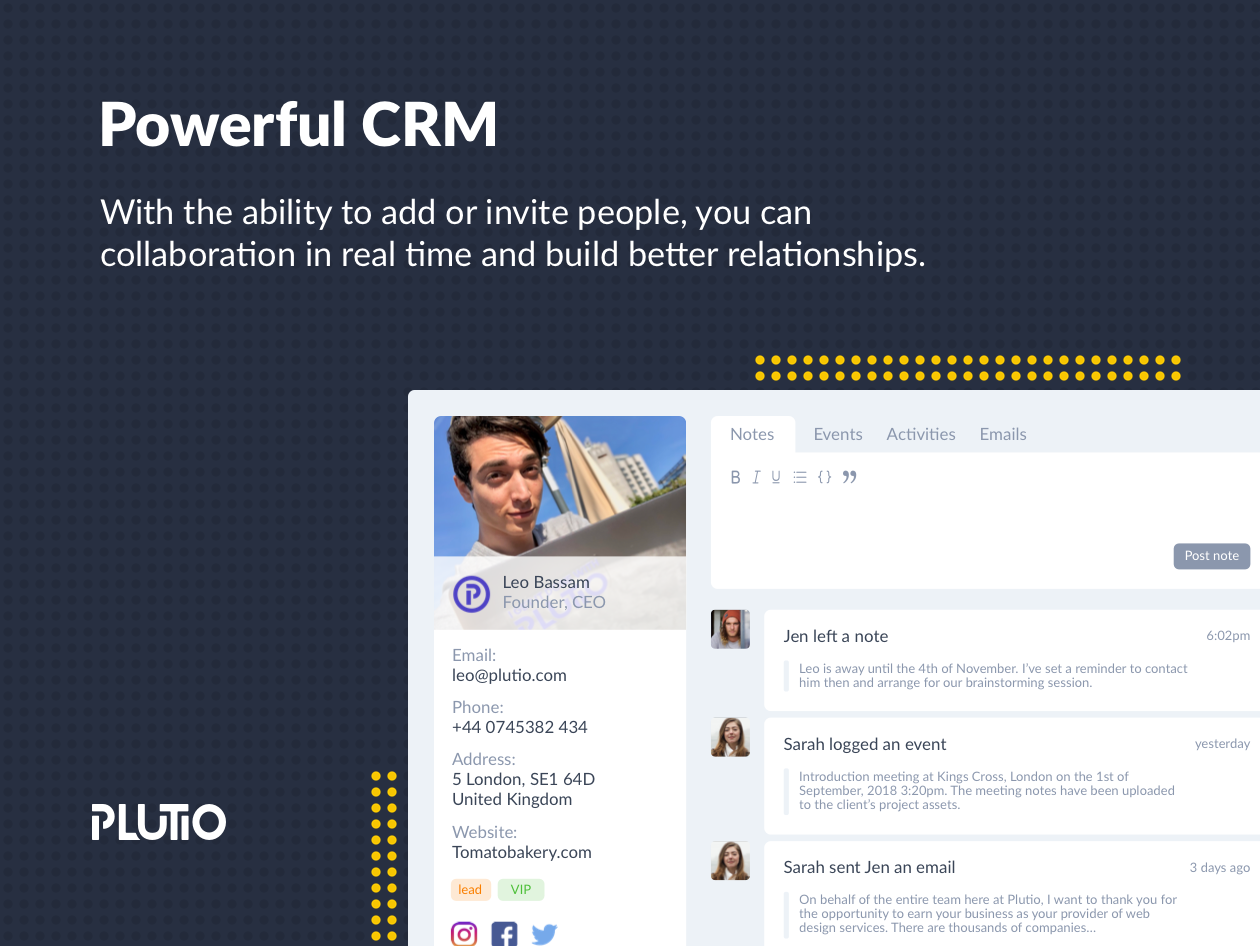 Powerful CRM
With the ability to add or invite people, you can
collaboration in real time and build better relationships.
Notes Events Activities Emails
B I U { }
Post note
Leo Bassam
Founder, CEO
PLUTIO
Email:
leo@plutio.com
Phone:
+44 0745382 434
Address:
5 London, SE1 64D
United Kingdom
Website:
Tomatobakery.com
lead VIP
Jen left a note 6:02pm
Leo is away until the 4th of November. I’ve set a reminder to contact
him then and arrange for our brainstorming session.
Sarah logged an event yesterday
Introduction meeting at Kings Cross, London on the 1st of
September, 2018 3:20pm. The meeting notes have been uploaded
to the client’s project assets.
Sarah sent Jen an email 3 days ago
On behalf of the entire team here at Plutio, I want to thank you for
the opportunity to earn your business as your provider of web
design services. There are thousands of companies...
PLUTIO